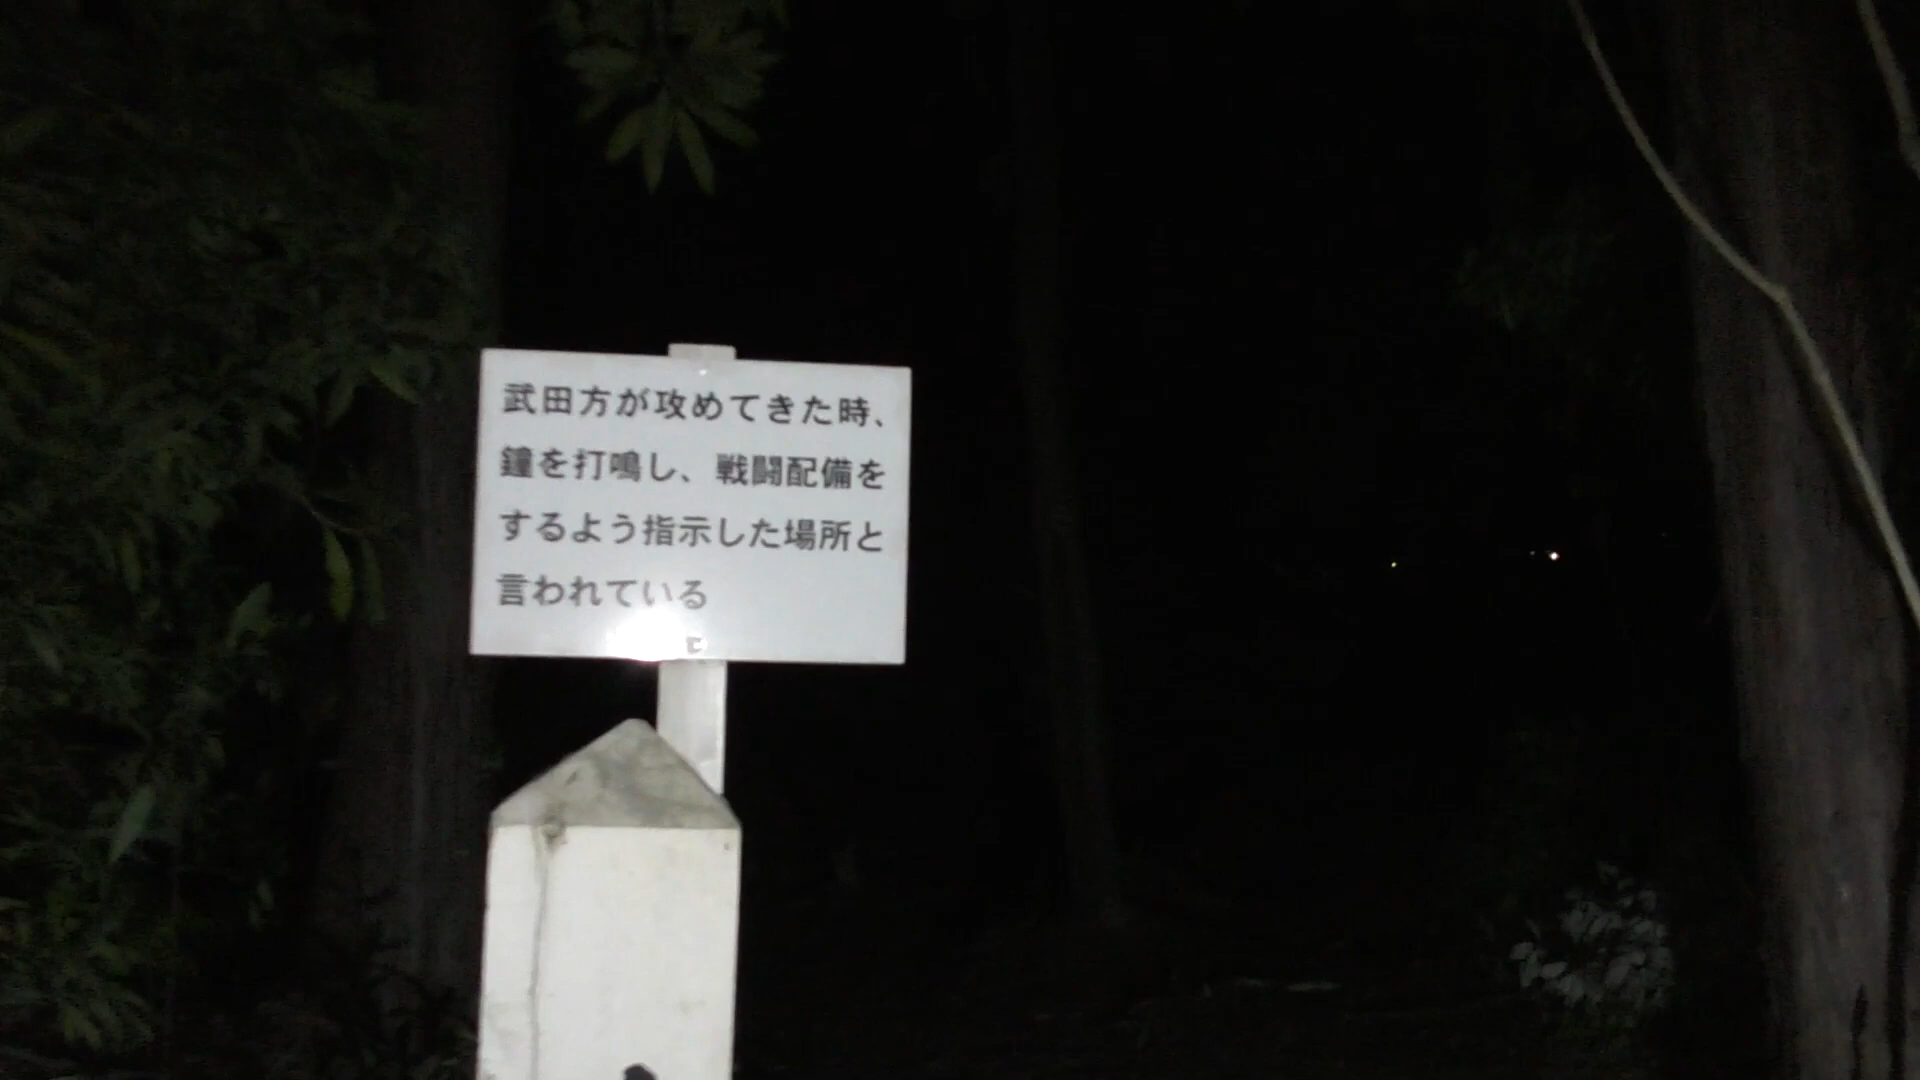 武田方が攻めてきた時、
鐘を打鳴し、戦闘配備を
するよう指示した場所と
言われている